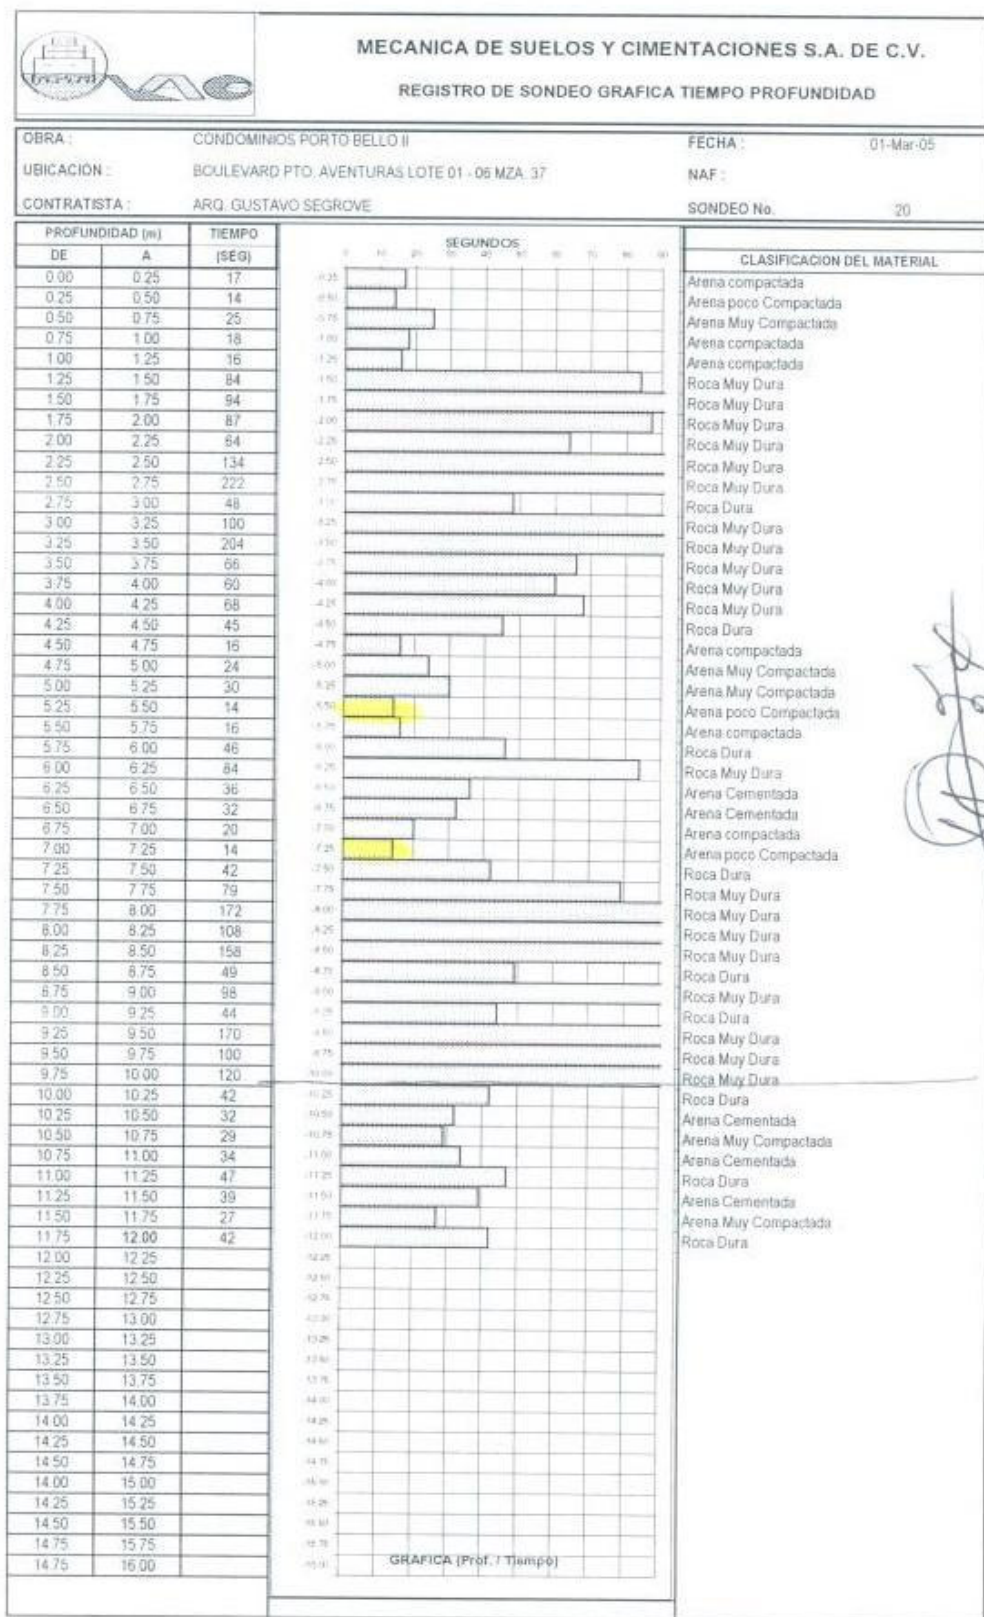 VAC
MECANICA DE SUELOS Y CIMENTACIONES S.A. DE C.V.
REGISTRO DE SONDEO GRAFICA TIEMPO PROFUNDIDAD
OBRA : CONDOMINIOS PORTO BELLO II FECHA : 01-Mar-05
UBICACIÓN : BOULEVARD PTO. AVENTURAS LOTE 01 - 06 MZA. 37 NAF :
CONTRATISTA : ARQ. GUSTAVO SEGROVE SONDEO No. 20
PROFUNDIDAD (m) TIEMPO SEGUNDOS
DE A (SEG) CLASIFICACION DEL MATERIAL
0.00 0.25 17 Arena compactada
0.25 0.50 14 Arena poco Compactada
0.50 0.75 25 Arena Muy Compactada
0.75 1.00 18 Arena compactada
1.00 1.25 16 Arena compactada
1.25 1.50 84 Roca Muy Dura
1.50 1.75 94 Roca Muy Dura
1.75 2.00 87 Roca Muy Dura
2.00 2.25 64 Roca Muy Dura
2.25 2.50 134 Roca Muy Dura
2.50 2.75 222 Roca Muy Dura
2.75 3.00 48 Roca Dura
3.00 3.25 100 Roca Muy Dura
3.25 3.50 204 Roca Muy Dura
3.50 3.75 66 Roca Muy Dura
3.75 4.00 60 Roca Muy Dura
4.00 4.25 68 Roca Muy Dura
4.25 4.50 45 Roca Dura
4.50 4.75 16 Arena compactada
4.75 5.00 24 Arena Muy Compactada
5.00 5.25 30 Arena Muy Compactada
5.25 5.50 14 Arena poco Compactada
5.50 5.75 16 Arena compactada
5.75 6.00 46 Roca Dura
6.00 6.25 84 Roca Muy Dura
6.25 6.50 36 Arena Cementada
6.50 6.75 32 Arena Cementada
6.75 7.00 20 Arena compactada
7.00 7.25 14 Arena poco Compactada
7.25 7.50 42 Roca Dura
7.50 7.75 79 Roca Muy Dura
7.75 8.00 172 Roca Muy Dura
8.00 8.25 108 Roca Muy Dura
8.25 8.50 158 Roca Muy Dura
8.50 8.75 49 Roca Dura
8.75 9.00 98 Roca Muy Dura
9.00 9.25 44 Roca Dura
9.25 9.50 170 Roca Muy Dura
9.50 9.75 100 Roca Muy Dura
9.75 10.00 120 Roca Muy Dura
10.00 10.25 42 Roca Dura
10.25 10.50 32 Arena Cementada
10.50 10.75 29 Arena Muy Compactada
10.75 11.00 34 Arena Cementada
11.00 11.25 47 Roca Dura
11.25 11.50 39 Arena Cementada
11.50 11.75 27 Arena Muy Compactada
11.75 12.00 42 Roca Dura
12.00 12.25
12.25 12.50
12.50 12.75
12.75 13.00
13.00 13.25
13.25 13.50
13.50 13.75
13.75 14.00
14.00 14.25
14.25 14.50
14.50 14.75
14.00 15.00
14.25 15.25
14.50 15.50
14.75 15.75
14.75 16.00
GRAFICA (Prof. / Tiempo)